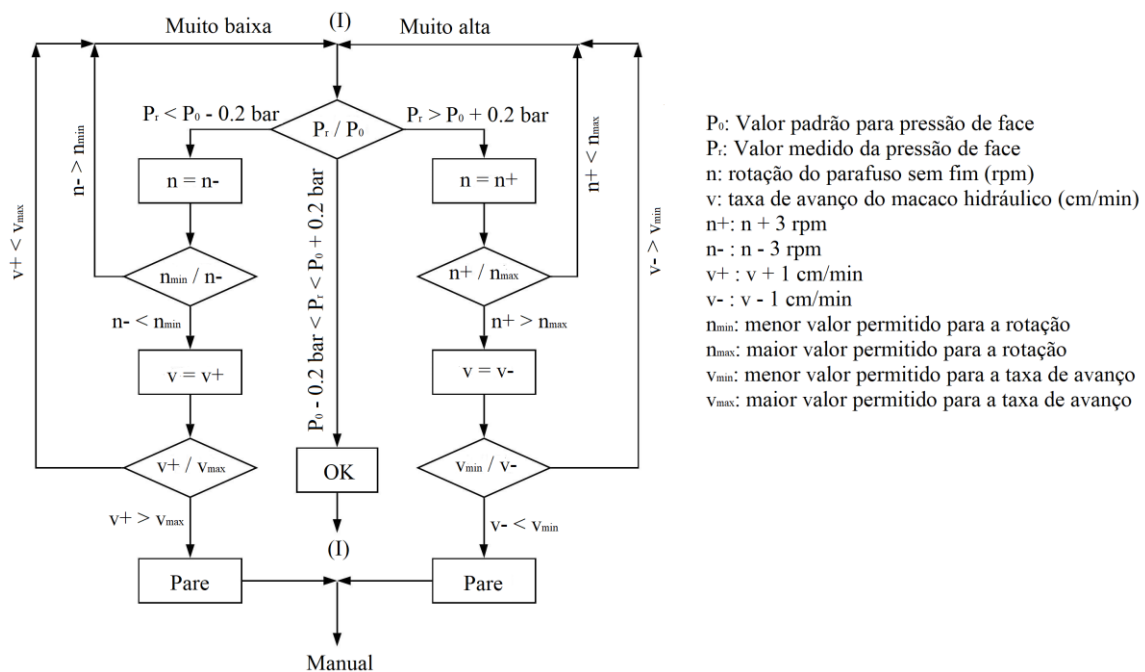 Muito baixa
(I)
Muito alta
Pr < P0 - 0.2 bar
Pr > P0 + 0.2 bar
Pr / P0
n- > nmin
n+ < nmax
v+ < vmax
v- > vmin
n = n-
n = n+
P0 - 0.2 bar < Pr < P0 + 0.2 bar
nmin / n-
n+ / nmax
n- < nmin
n+ > nmax
v = v+
v = v-
v+ / vmax
OK
vmin / v-
v+ > vmax
v- < vmin
(I)
Pare
Pare
Manual
P0: Valor padrão para pressão de face
Pr: Valor medido da pressão de face
n: rotação do parafuso sem fim (rpm)
v: taxa de avanço do macaco hidráulico (cm/min)
n+: n + 3 rpm
n- : n - 3 rpm
v+ : v + 1 cm/min
v- : v - 1 cm/min
nmin: menor valor permitido para a rotação
nmax: maior valor permitido para a rotação
vmin: menor valor permitido para a taxa de avanço
vmax: maior valor permitido para a taxa de avanço